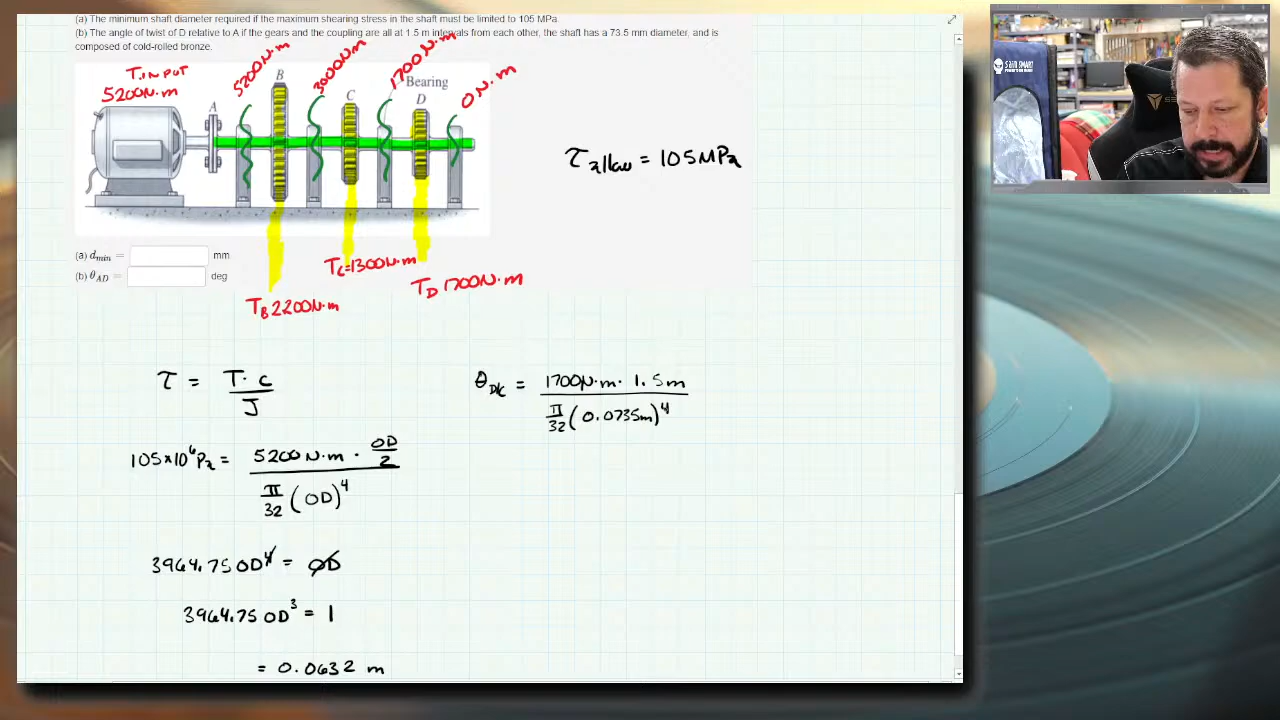 (a) The minimum shaft diameter required if the maximum shearing stress in the shaft must be limited to 105 MPa.
(b) The angle of twist of D relative to A if the gears and the coupling are all at 1.5 m intervals from each other, the shaft has a 73.5 mm diameter, and is
composed of cold-rolled bronze.
T INPUT
5200N·m
5200N·m
3000N·m
1700N·m
0N·m
A
B
C
D
Bearing
τallow = 105MPa
(a) dmin = mm
(b) θAD = deg
TC=1300N·m
TD 1700N·m
TB 2200N·m
τ = T·c / J
θD/C = 1700N·m · 1.5m / π/32 (0.0735m)^4
105x10^6 Pa = 5200 N·m · OD/2 / π/32 (OD)^4
3964.75 OD^4 = OD
3964.75 OD^3 = 1
= 0.0632 m